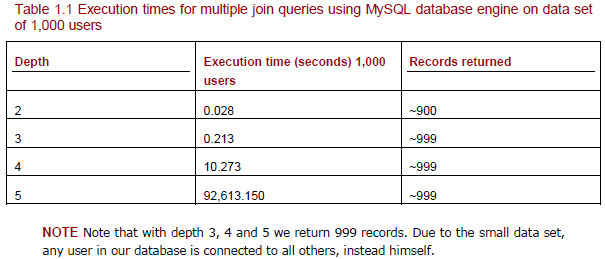 Table 1.1 Execution times for multiple join queries using MySQL database engine on data set
of 1,000 users
Depth
Execution time (seconds) 1,000
users
Records returned
2
0.028
~900
3
0.213
~999
4
10.273
~999
5
92,613.150
~999
NOTE Note that with depth 3, 4 and 5 we return 999 records. Due to the small data set,
any user in our database is connected to all others, instead himself.